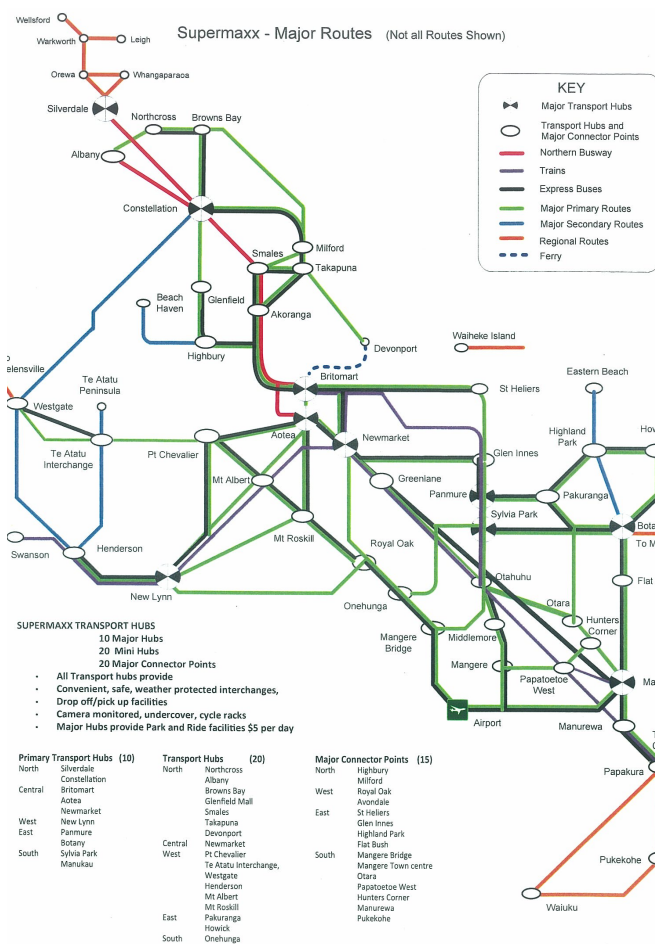 Supermaxx - Major Routes (Not all Routes Shown)
Wellsford
Warkworth
Leigh
Orewa
Whangaparaoa
Silverdale
Northcross
Browns Bay
Albany
Constellation
KEY
Major Transport Hubs
Transport Hubs and
Major Connector Points
Northern Busway
Trains
Express Buses
Major Primary Routes
Major Secondary Routes
Regional Routes
Ferry
Smales
Milford
Takapuna
Beach
Haven
Glenfield
Akoranga
Highbury
Devonport
Waiheke Island
elensville
Te Atatu
Peninsula
Britomart
St Heliers
Eastern Beach
Westgate
Aotea
Newmarket
Highland
Park
How
Te Atatu
Interchange
Pt Chevalier
Glen Innes
Greenlane
Mt Albert
Panmure
Pakuranga
Sylvia Park
Bota
To M
Swanson
Henderson
Mt Roskill
Royal Oak
New Lynn
Otahuhu
Flat
Onehunga
Otara
Hunters
Corner
Mangere
Bridge
Middlemore
Mangere
Papatoetoe
West
Ma
Airport
Manurewa
Papakura
Pukekohe
Waiuku
SUPERMAXX TRANSPORT HUBS
10 Major Hubs
20 Mini Hubs
20 Major Connector Points
• All Transport hubs provide
• Convenient, safe, weather protected interchanges,
• Drop off/pick up facilities
• Camera monitored, undercover, cycle racks
• Major Hubs provide Park and Ride facilities $5 per day
Primary Transport Hubs (10)
North Silverdale
Constellation
Central Britomart
Aotea
Newmarket
West New Lynn
East Panmure
Botany
South Sylvia Park
Manukau
Transport Hubs (20)
North Northcross
Albany
Browns Bay
Glenfield Mall
Smales
Takapuna
Devonport
Central Newmarket
West Pt Chevalier
Te Atatu Interchange,
Westgate
Henderson
Mt Albert
Mt Roskill
East Pakuranga
Howick
South Onehunga
Major Connector Points (15)
North Highbury
Milford
West Royal Oak
Avondale
East St Heliers
Glen Innes
Highland Park
Flat Bush
South Mangere Bridge
Mangere Town centre
Otara
Papatoetoe West
Hunters Corner
Manurewa
Pukekohe